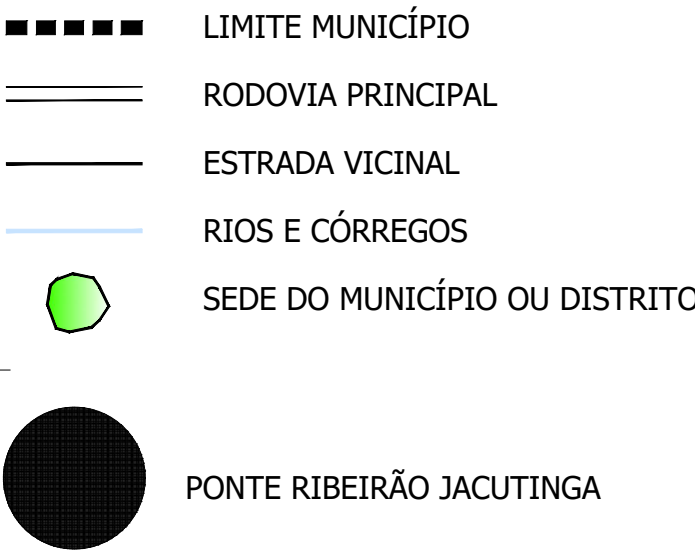 LIMITE MUNICÍPIO
RODOVIA PRINCIPAL
ESTRADA VICINAL
RIOS E CÓRREGOS
SEDE DO MUNICÍPIO OU DISTRITO
PONTE RIBEIRÃO JACUTINGA